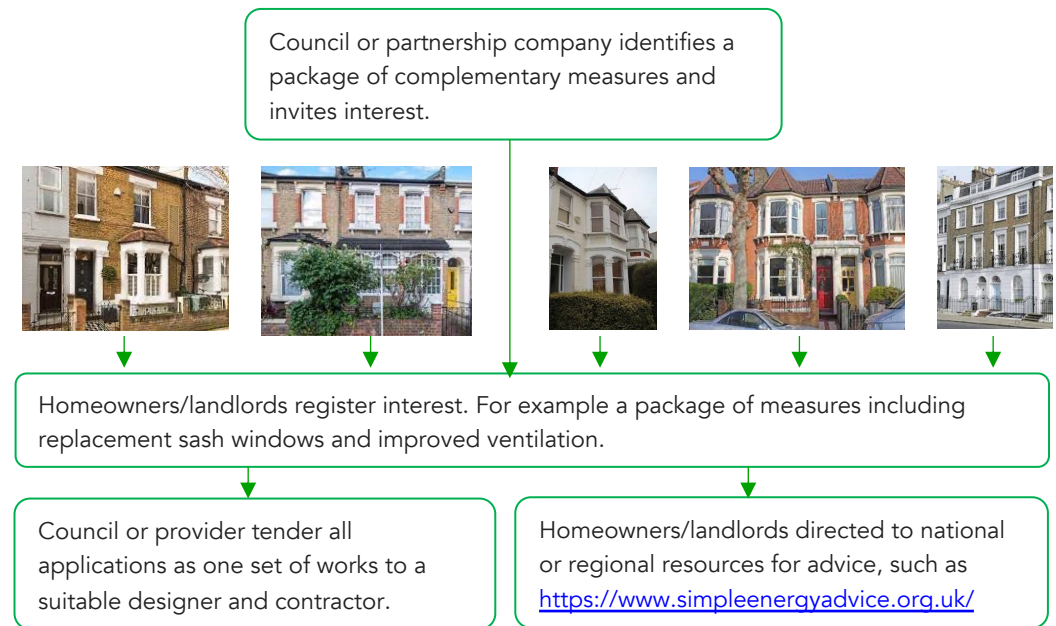 Council or partnership company identifies a
package of complementary measures and
invites interest.
Homeowners/landlords register interest. For example a package of measures including
replacement sash windows and improved ventilation.
Council or provider tender all
applications as one set of works to a
suitable designer and contractor.
Homeowners/landlords directed to national
or regional resources for advice, such as
https://www.simpleenergyadvice.org.uk/